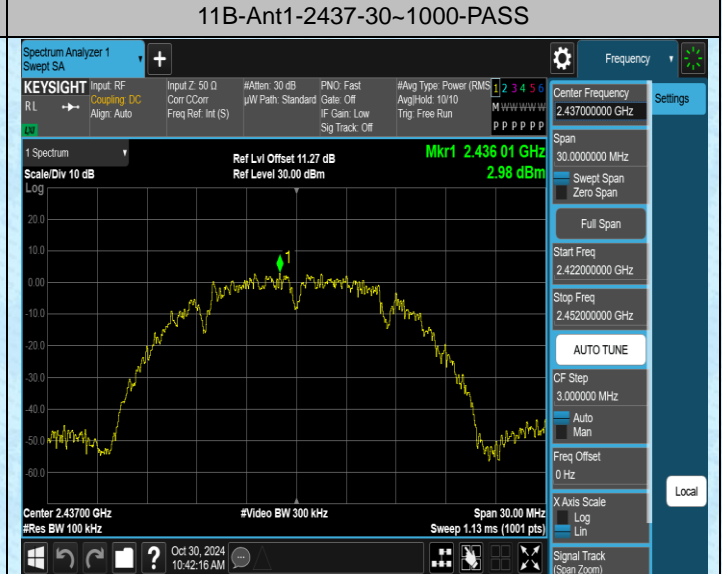 11B-Ant1-2437-30~1000-PASS
Spectrum Analyzer 1
Swept SA
+
Frequency
KEYSIGHT
RL
LXI
Input: RF
Coupling: DC
Align: Auto
Input Z: 50 Ω
Corr CCorr
Freq Ref: Int (S)
#Atten: 30 dB
µW Path: Standard
PNO: Fast
Gate: Off
IF Gain: Low
Sig Track: Off
#Avg Type: Power (RMS
Avg|Hold: 10/10
Trig: Free Run
1 2 3 4 5 6
M W W W W W
P P P P P P
Center Frequency
2.437000000 GHz
Settings
Span
30.0000000 MHz
Swept Span
Zero Span
Full Span
Start Freq
2.422000000 GHz
Stop Freq
2.452000000 GHz
AUTO TUNE
CF Step
3.000000 MHz
Auto
Man
Freq Offset
0 Hz
X Axis Scale
Log
Lin
Signal Track
(Span Zoom)
Local
1 Spectrum
Scale/Div 10 dB
Log
Ref Lvl Offset 11.27 dB
Ref Level 30.00 dBm
Mkr1 2.436 01 GHz
2.98 dBm
1
20.0
10.0
0.00
-10.0
-20.0
-30.0
-40.0
-50.0
-60.0
Center 2.43700 GHz
#Res BW 100 kHz
#Video BW 300 kHz
Span 30.00 MHz
Sweep 1.13 ms (1001 pts)
?
Oct 30, 2024
10:42:16 AM